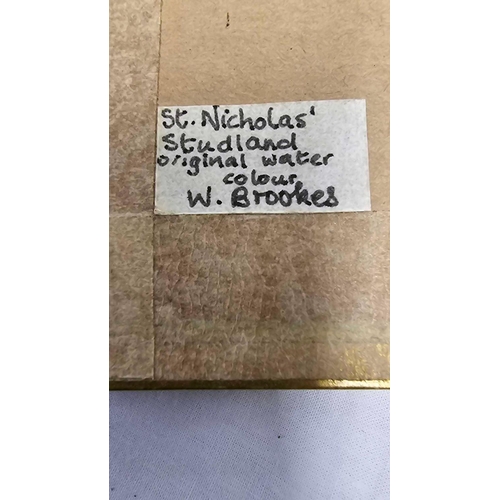 St. Nicholas'
Studland
original water
colour
W. Brookes